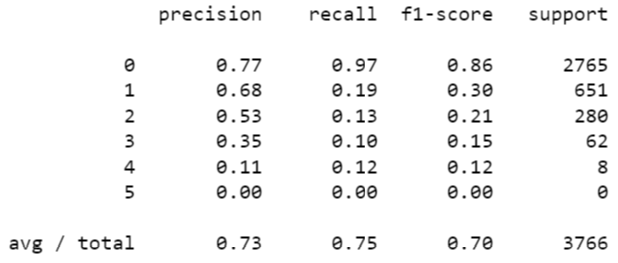 precision recall f1-score support
0 0.77 0.97 0.86 2765
1 0.68 0.19 0.30 651
2 0.53 0.13 0.21 280
3 0.35 0.10 0.15 62
4 0.11 0.12 0.12 8
5 0.00 0.00 0.00 0
avg / total 0.73 0.75 0.70 3766